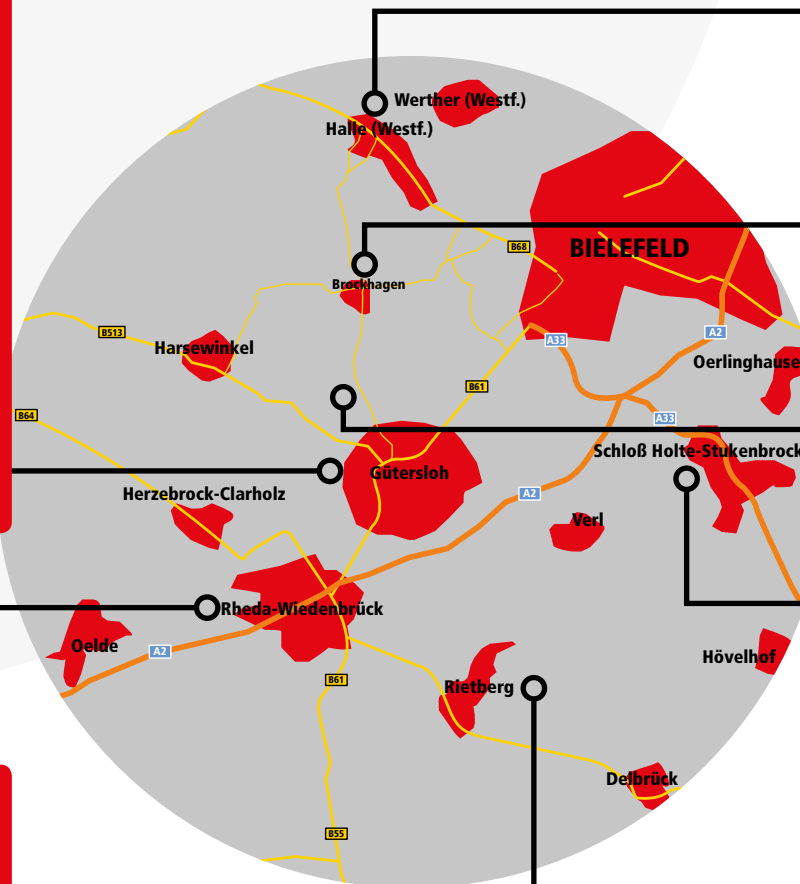 Werther (Westf.)
Halle (Westf.)
B68
BIELEFELD
Brockhagen
B513
A2
A33
Harsewinkel
Oerlinghause
B61
B64
A33
Schloß Holte-Stukenbrock
Gütersloh
Herzebrock-Clarholz
A2
Verl
Rheda-Wiedenbrück
Oelde
A2
Hövelhof
B61
Rietberg
Delbrück
B55